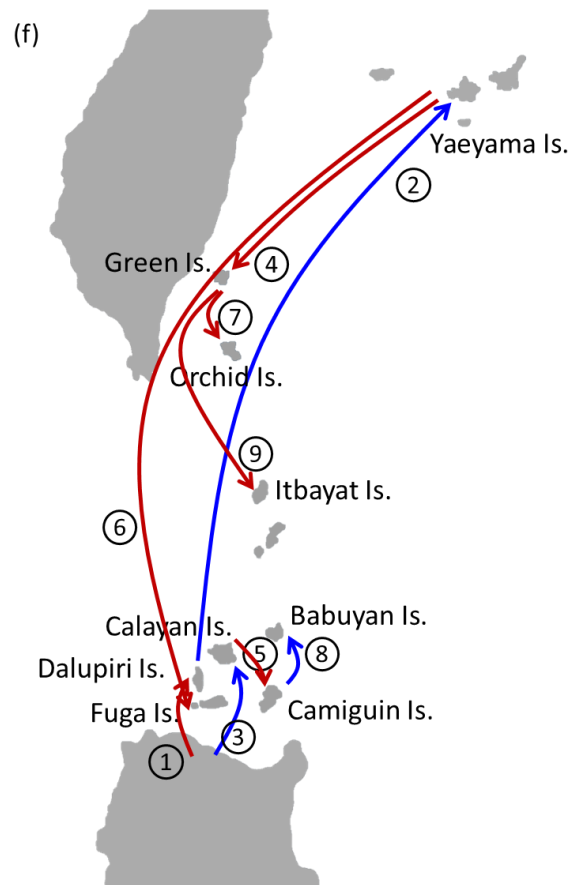 (f)
Yaeyama Is.
②
Green Is.
④
⑦
Orchid Is.
⑨
Itbayat Is.
⑥
Babuyan Is.
Calayan Is.
⑤
⑧
Dalupiri Is.
Fuga Is.
Camiguin Is.
③
①